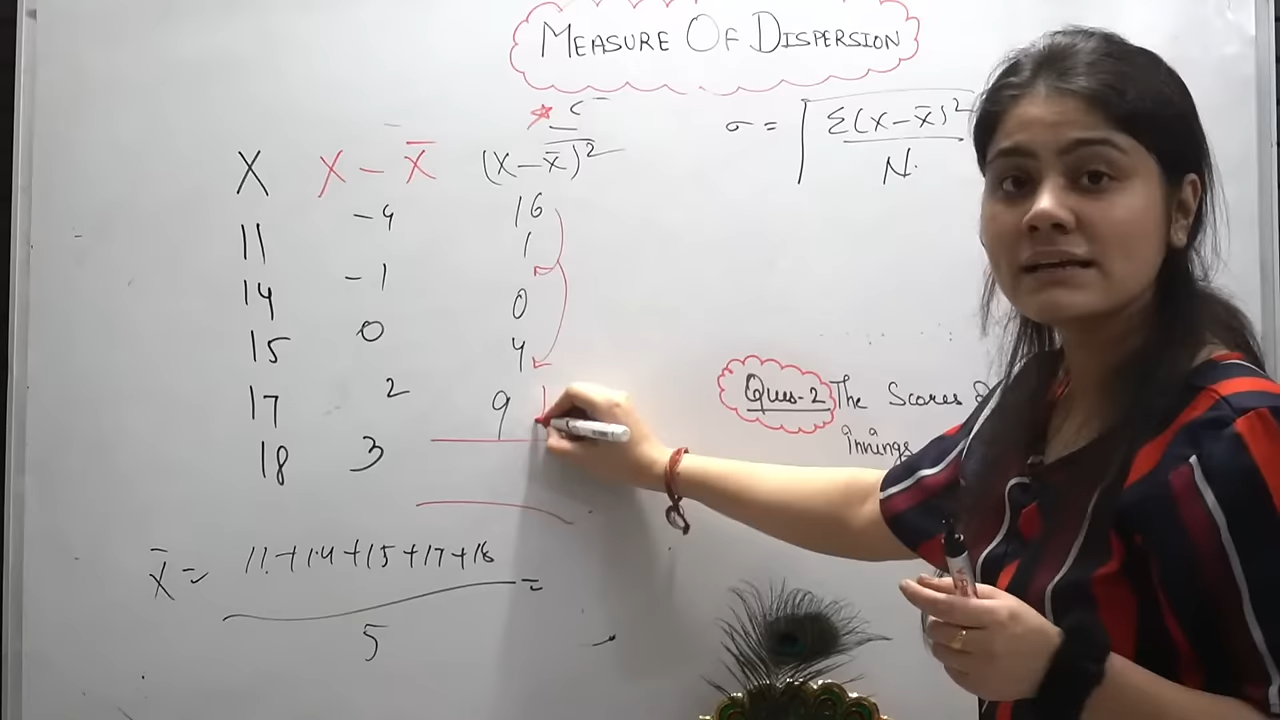 MEASURE OF DISPERSION
σ = √Σ(X-X̄)²/N.
X X - X̄ (X-X̄)²
11 -4 16
14 -1 1
15 0 0
17 2 4
18 3 9
Ques-2 The Scores
innings
X̄ = 11+14+15+17+18 =
5